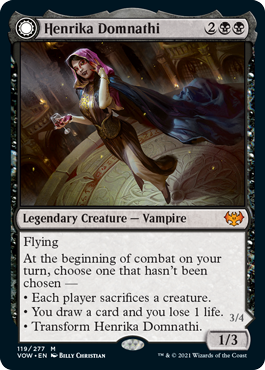 Henrika Domnathi 2
Legendary Creature — Vampire
Flying
At the beginning of combat on your
turn, choose one that hasn't been
chosen —
• Each player sacrifices a creature.
• You draw a card and you lose 1 life.
• Transform Henrika Domnathi.
3/4
1/3
119/277 M
VOW • EN BILLY CHRISTIAN
™ & © 2021 Wizards of the Coast